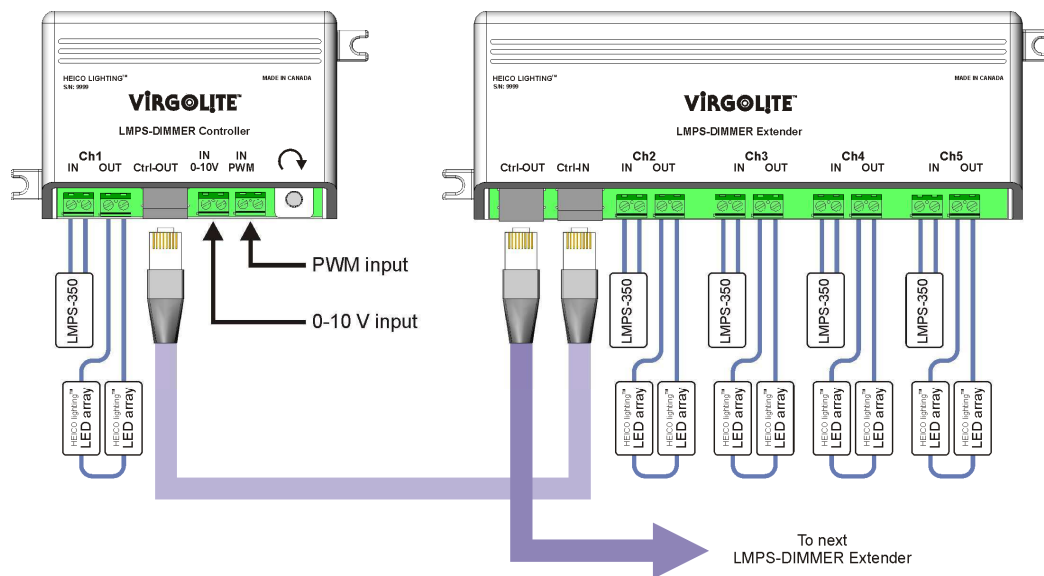 HEICO LIGHTING™
S/N: 9999
MADE IN CANADA
VIRGOLITE™
LMPS-DIMMER Controller
Ch1
IN OUT Ctrl-OUT IN 0-10V IN PWM
LMPS-350
HEICO lighting™
LED array
HEICO lighting™
LED array
PWM input
0-10 V input
HEICO LIGHTING™
S/N: 9999
MADE IN CANADA
VIRGOLITE™
LMPS-DIMMER Extender
Ctrl-OUT Ctrl-IN
Ch2
IN OUT
Ch3
IN OUT
Ch4
IN OUT
Ch5
IN OUT
LMPS-350
LMPS-350
LMPS-350
LMPS-350
HEICO lighting™
LED array
HEICO lighting™
LED array
HEICO lighting™
LED array
HEICO lighting™
LED array
HEICO lighting™
LED array
HEICO lighting™
LED array
HEICO lighting™
LED array
HEICO lighting™
LED array
To next
LMPS-DIMMER Extender